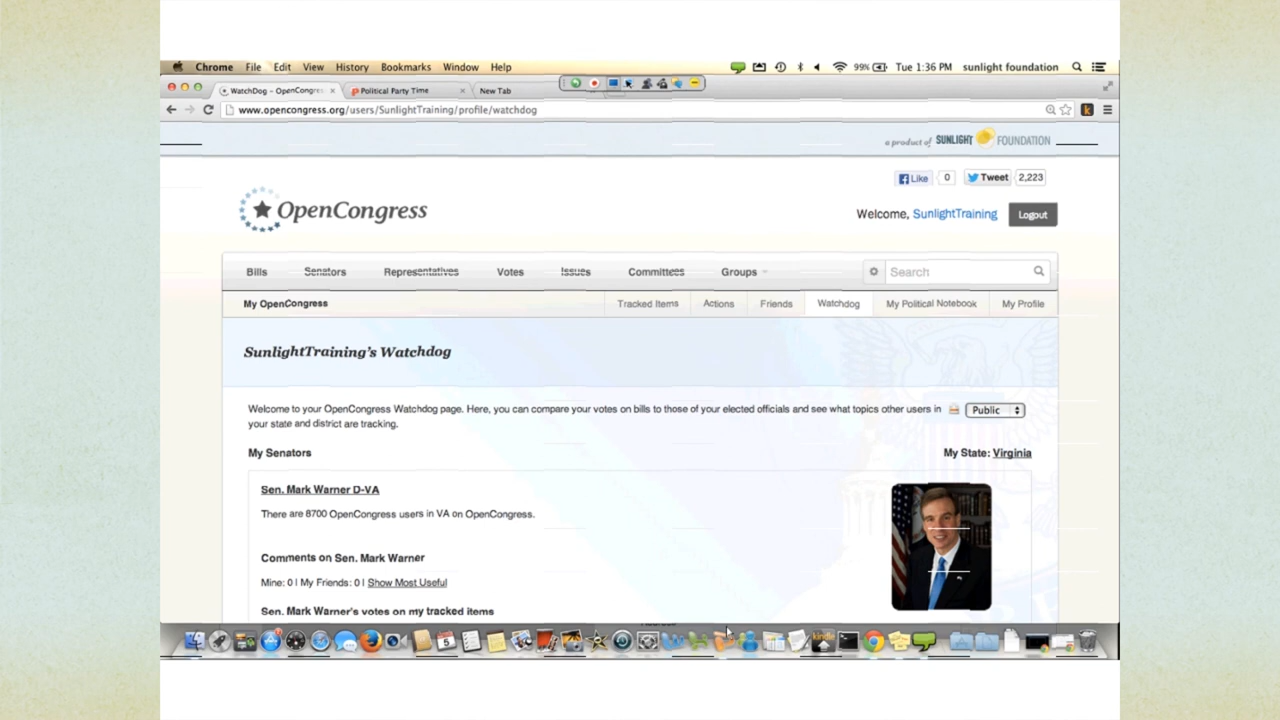 Chrome File Edit View History Bookmarks Window Help 99% Tue 1:36 PM sunlight foundation
WatchDog – OpenCongres × Political Party Time × New Tab
www.opencongress.org/users/SunlightTraining/profile/watchdog
a product of SUNLIGHT FOUNDATION
Like 0 Tweet 2,223
OpenCongress
Welcome, SunlightTraining Logout
Bills Senators Representatives Votes Issues Committees Groups Search
My OpenCongress Tracked Items Actions Friends Watchdog My Political Notebook My Profile
SunlightTraining's Watchdog
Welcome to your OpenCongress Watchdog page. Here, you can compare your votes on bills to those of your elected officials and see what topics other users in Public
your state and district are tracking.
My Senators My State: Virginia
Sen. Mark Warner D-VA
There are 8700 OpenCongress users in VA on OpenCongress.
Comments on Sen. Mark Warner
Mine: 0 | My Friends: 0 | Show Most Useful
Sen. Mark Warner's votes on my tracked items
5 kindle